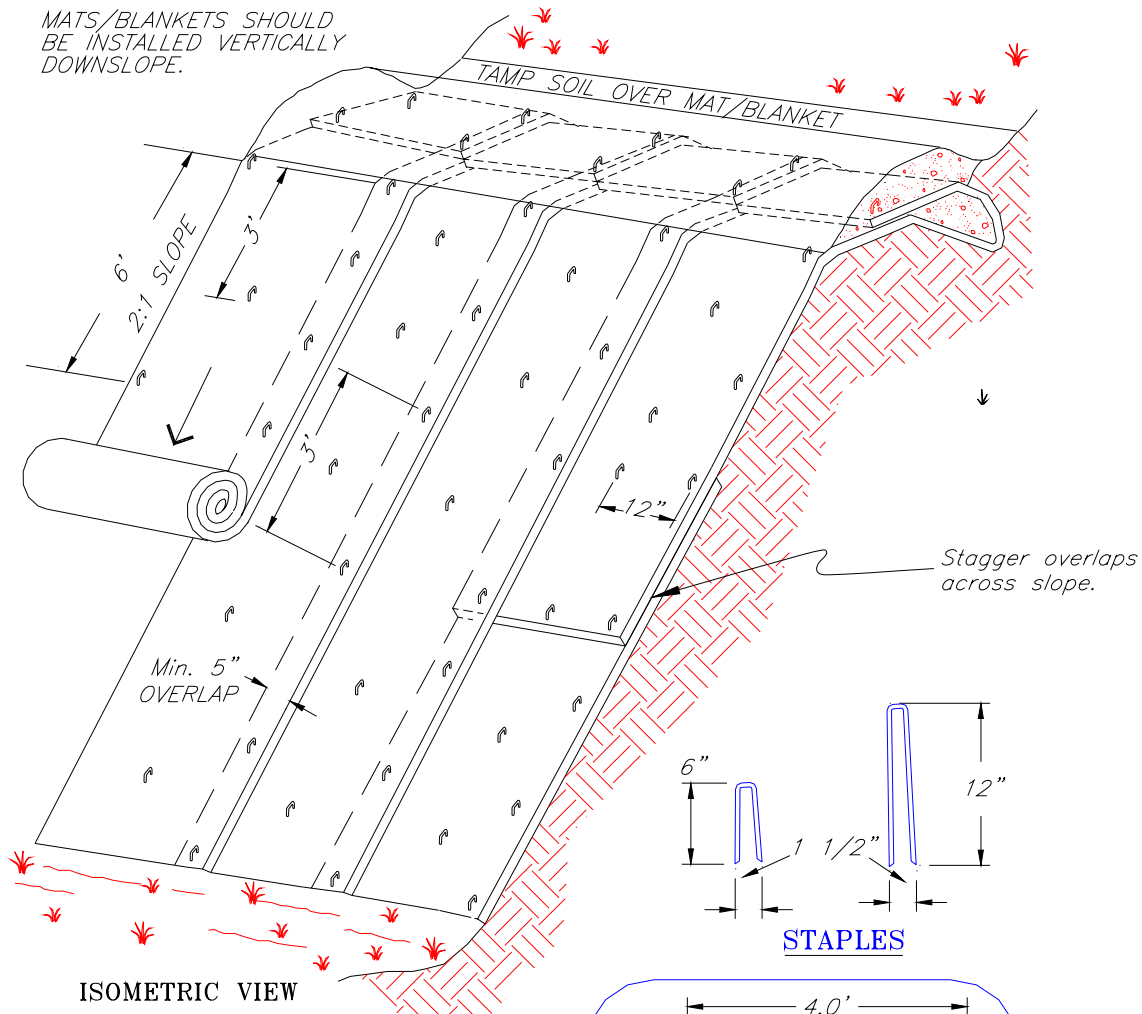 MATS/BLANKETS SHOULD
BE INSTALLED VERTICALLY
DOWNSLOPE.
TAMP SOIL OVER MAT/BLANKET
6'
2:1 SLOPE
3'
3'
12"
Stagger overlaps
across slope.
Min. 5"
OVERLAP
6"
12"
1 1/2"
STAPLES
ISOMETRIC VIEW
4.0'